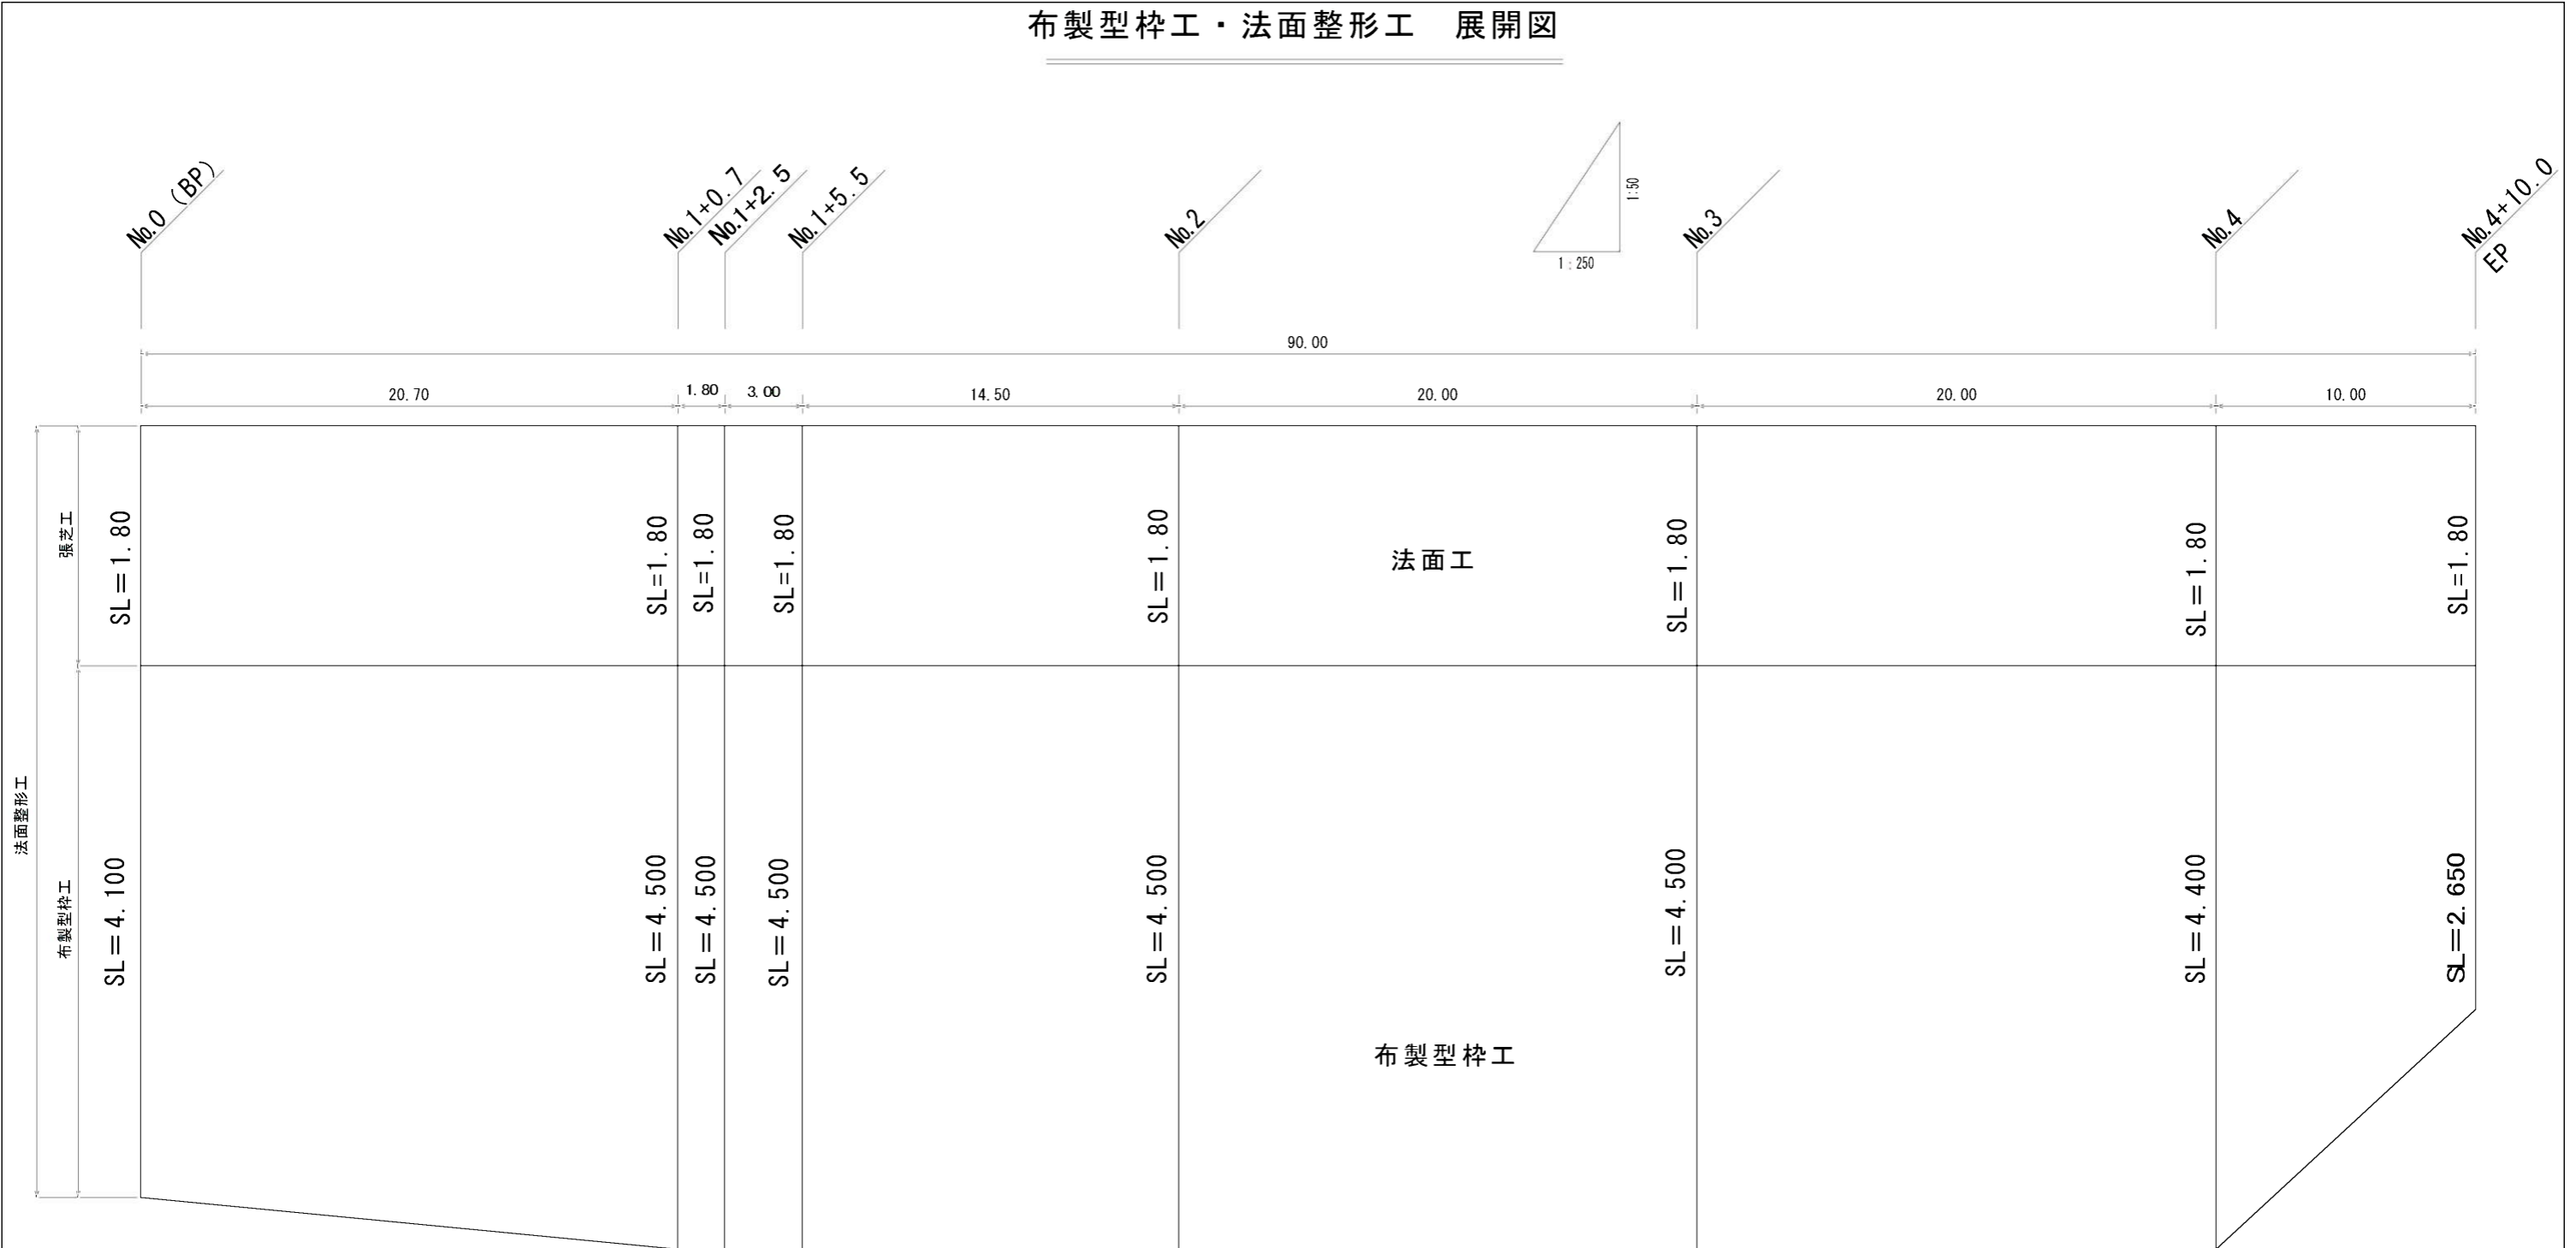 布製型枠工・法面整形工　展開図
No.0 (BP)
No.1+0.7
No.1+2.5
No.1+5.5
No.2
No.3
No.4
No.4+10.0
EP
1:50
1:250
90.00
20.70
1.80
3.00
14.50
20.00
20.00
10.00
法面整形工
張芝工
SL=1.80
SL=1.80
SL=1.80
SL=1.80
SL=1.80
法面工
SL=1.80
SL=1.80
SL=1.80
布製型枠工
SL=4.100
SL=4.500
SL=4.500
SL=4.500
SL=4.500
SL=4.500
SL=4.400
SL=2.650
布製型枠工